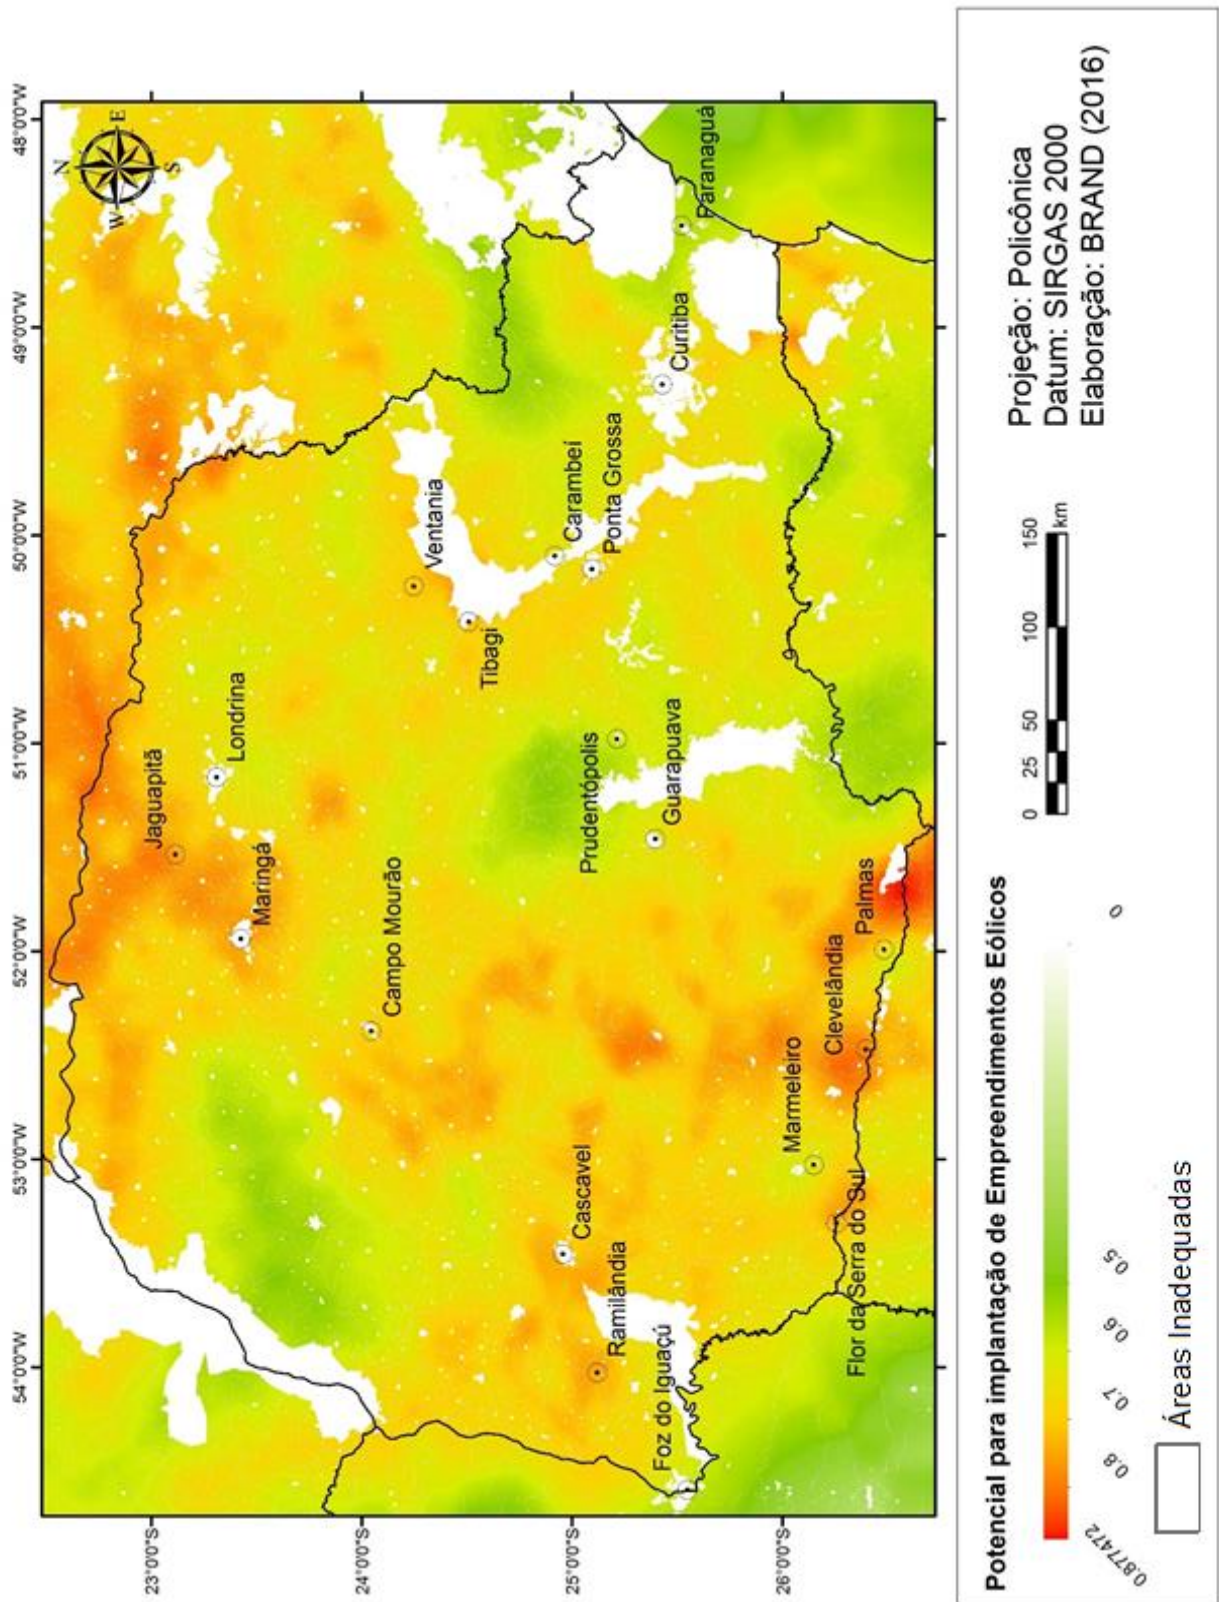 54°0'0"W
53°0'0"W
52°0'0"W
51°0'0"W
50°0'0"W
49°0'0"W
48°0'0"W
23°0'0"S
24°0'0"S
25°0'0"S
26°0'0"S
N
W
E
S
Jaguapitã
Londrina
Maringá
Campo Mourão
Ventania
Tibagi
Carambeí
Ponta Grossa
Prudentópolis
Guarapuava
Curitiba
Paranaguá
Cascavel
Ramilândia
Foz do Iguaçú
Marmeleiro
Clevelândia
Palmas
Flor da Serra do Sul
Potencial para implantação de Empreendimentos Eólicos
0.877472
0.8
0.7
0.6
0.5
0
Áreas Inadequadas
0 25 50 100 150
km
Projeção: Policônica
Datum: SIRGAS 2000
Elaboração: BRAND (2016)